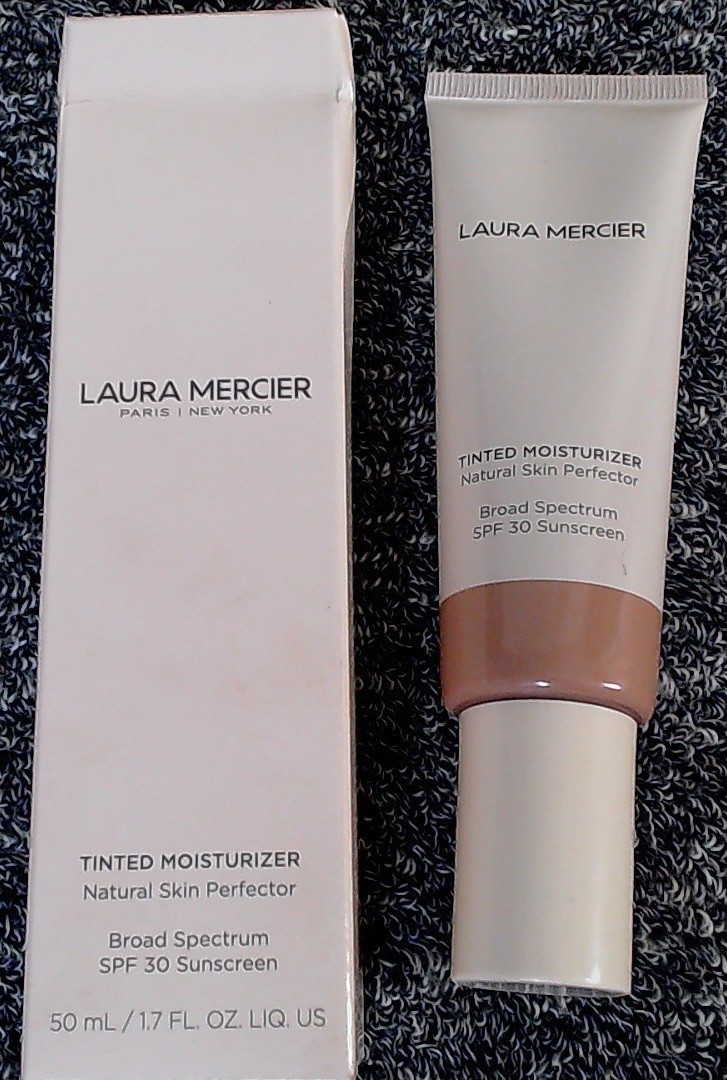 LAURA MERCIER
PARIS | NEW YORK
TINTED MOISTURIZER
Natural Skin Perfector
Broad Spectrum
SPF 30 Sunscreen
50 mL / 1.7 FL. OZ. LIQ. US
LAURA MERCIER
TINTED MOISTURIZER
Natural Skin Perfector
Broad Spectrum
SPF 30 Sunscreen